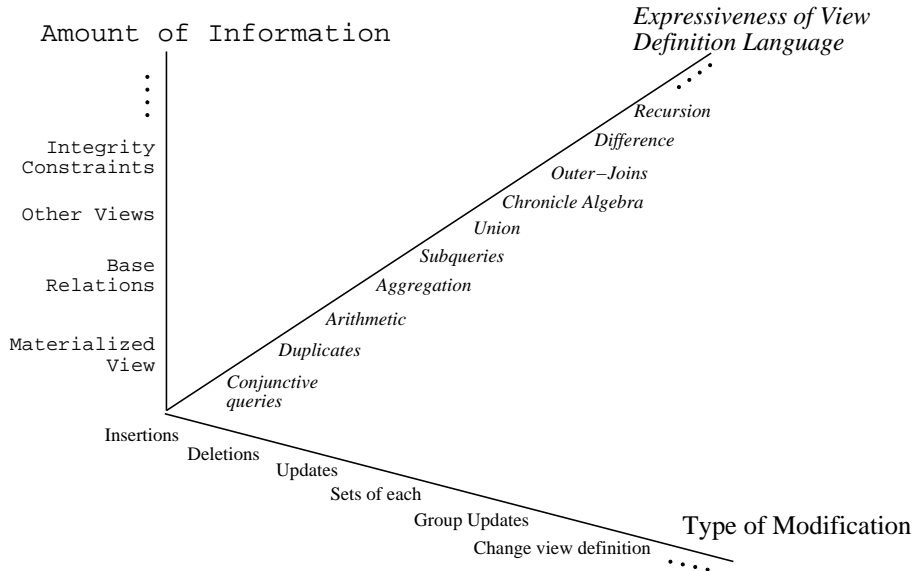 Amount of Information
Expressiveness of View
Definition Language
Recursion
Difference
Integrity
Constraints
Outer–Joins
Chronicle Algebra
Other Views
Union
Subqueries
Base
Relations
Aggregation
Arithmetic
Materialized
View
Duplicates
Conjunctive
queries
Insertions
Deletions
Updates
Sets of each
Group Updates
Type of Modification
Change view definition